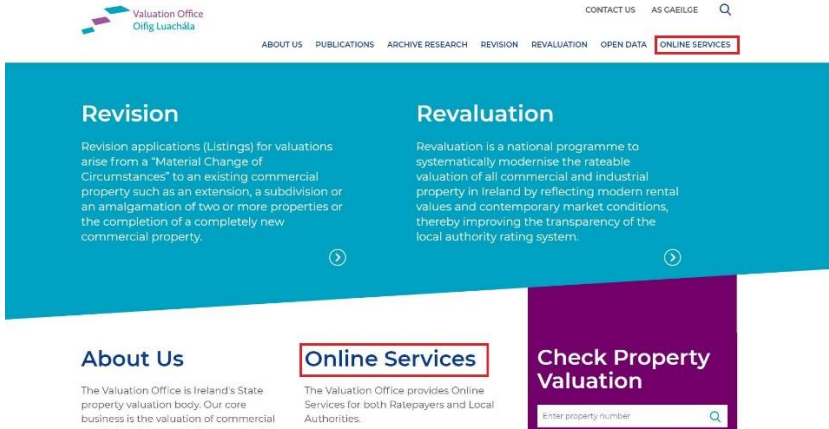 Valuation Office
Oifig Luachála
CONTACT US AS GAEILGE
ABOUT US PUBLICATIONS ARCHIVE RESEARCH REVISION REVALUATION OPEN DATA ONLINE SERVICES
Revision
Revision applications (Listings) for valuations
arise from a "Material Change of
Circumstances" to an existing commercial
property such as an extension, a subdivision or
an amalgamation of two or more properties or
the completion of a completely new
commercial property.
Revaluation
Revaluation is a national programme to
systematically modernise the rateable
valuation of all commercial and industrial
property in Ireland by reflecting modern rental
values and contemporary market conditions,
thereby improving the transparency of the
local authority rating system.
About Us
The Valuation Office is Ireland's State
property valuation body. Our core
business is the valuation of commercial
Online Services
The Valuation Office provides Online
Services for both Ratepayers and Local
Authorities.
Check Property
Valuation
Enter property number